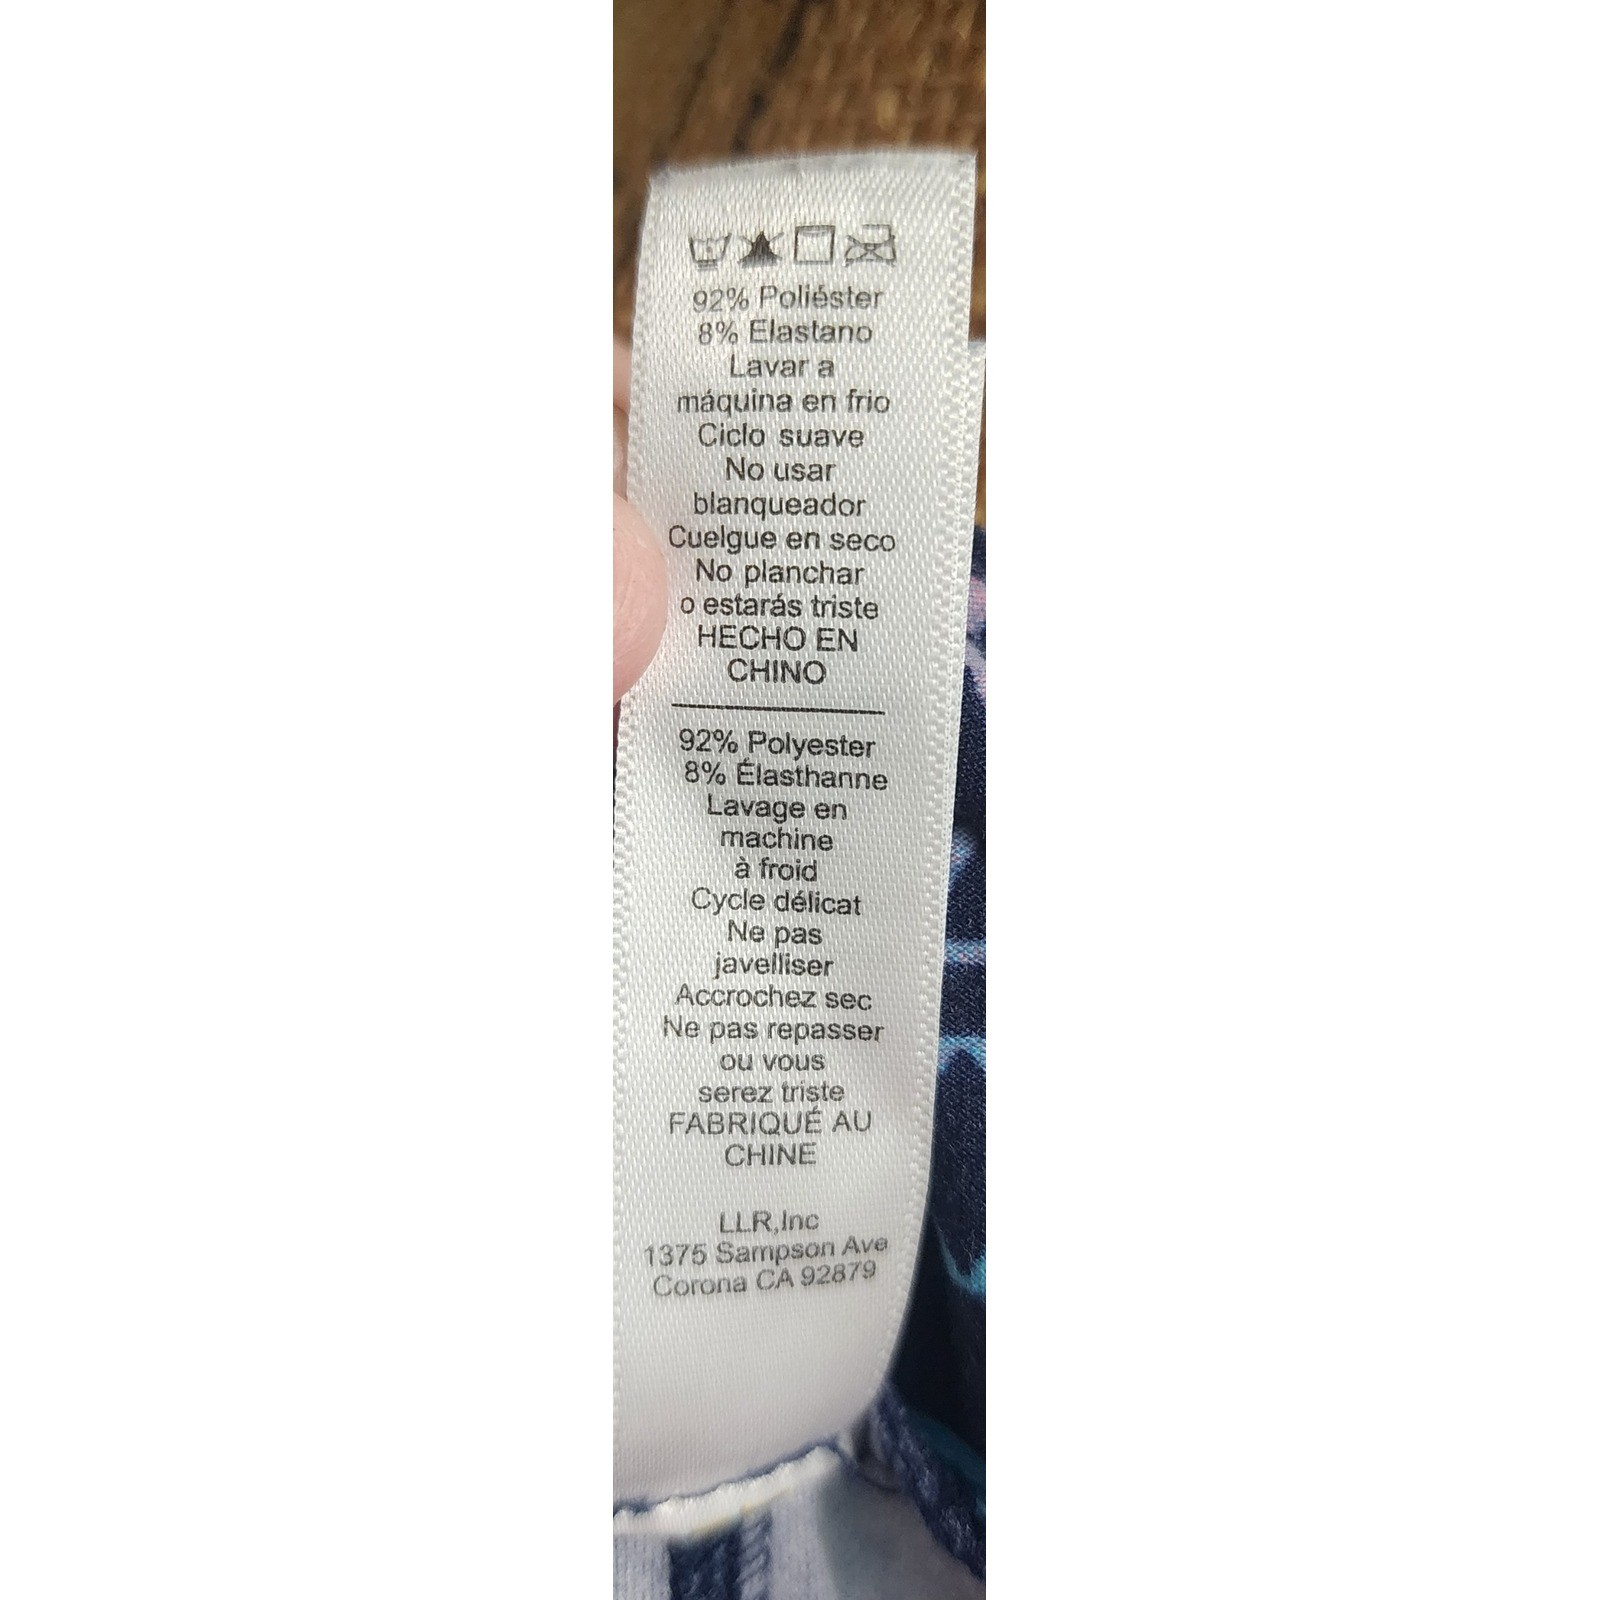 92% Poliéster
8% Elastano
Lavar a
máquina en frio
Ciclo suave
No usar
blanqueador
Cuelgue en seco
No planchar
o estarás triste
HECHO EN
CHINO
92% Polyester
8% Élasthanne
Lavage en
machine
à froid
Cycle délicat
Ne pas
javelliser
Accrochez sec
Ne pas repasser
ou vous
serez triste
FABRIQUÉ AU
CHINE
LLR,Inc
1375 Sampson Ave
Corona CA 92879